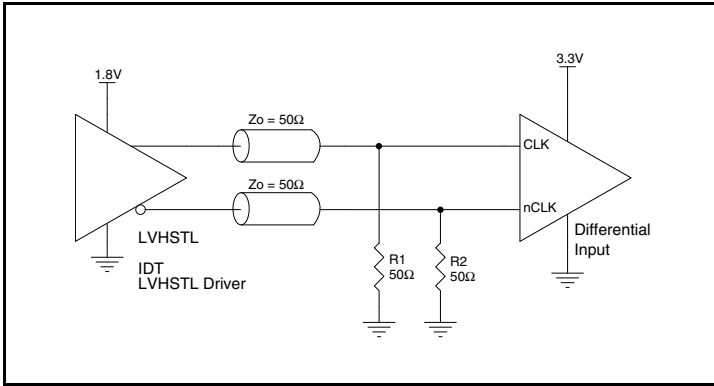 1.8V
3.3V
Zo = 50Ω
CLK
Zo = 50Ω
nCLK
LVHSTL
IDT
LVHSTL Driver
R1
50Ω
R2
50Ω
Differential
Input